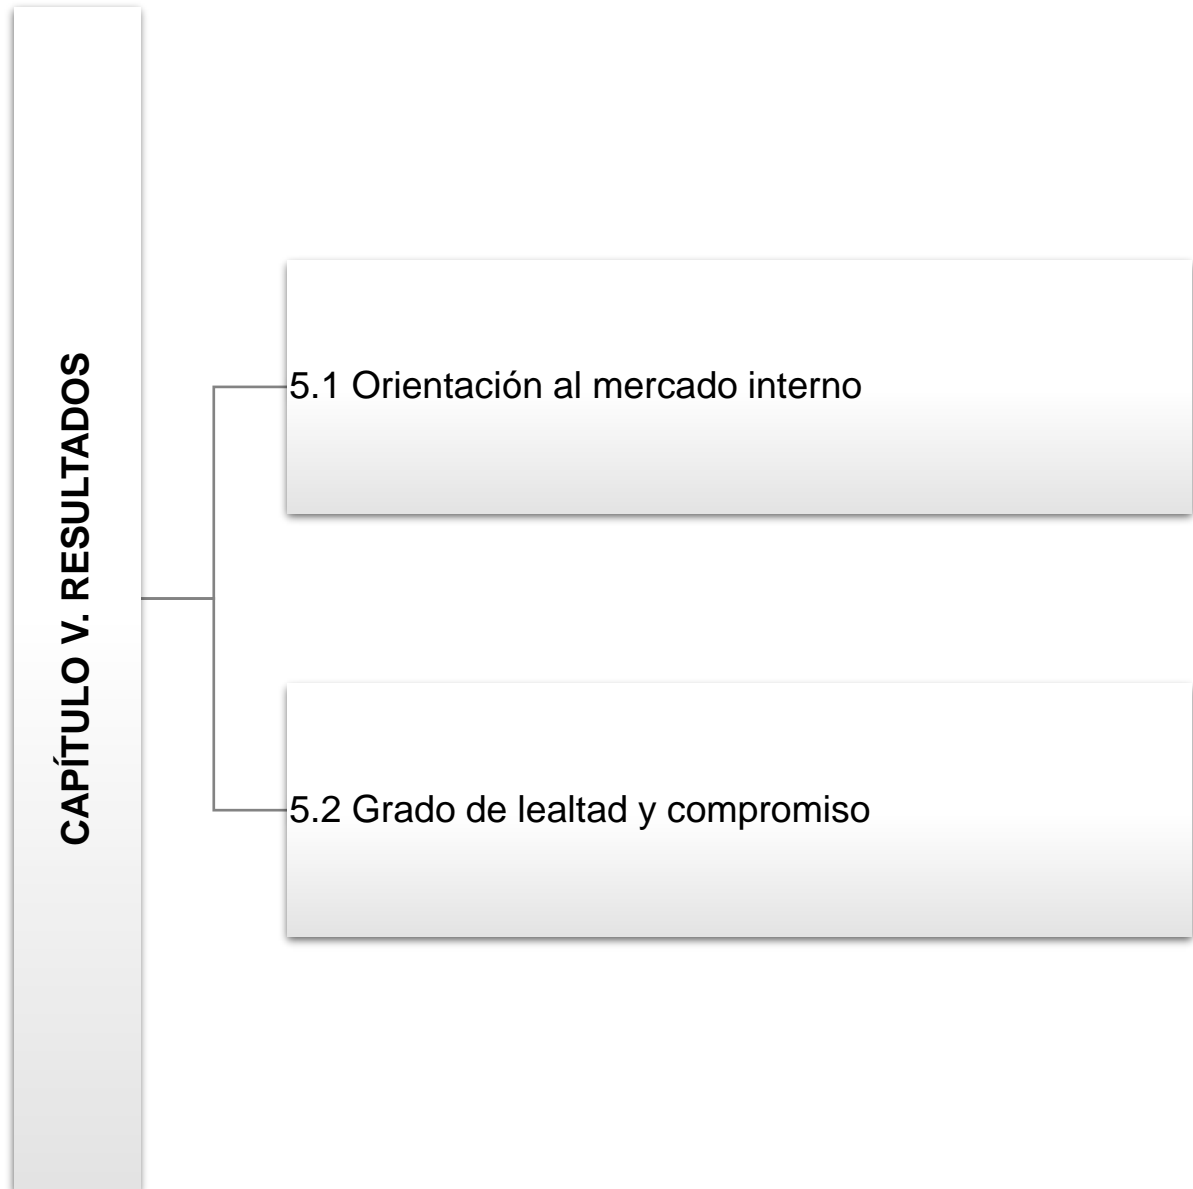 CAPÍTULO V. RESULTADOS
5.1 Orientación al mercado interno
5.2 Grado de lealtad y compromiso